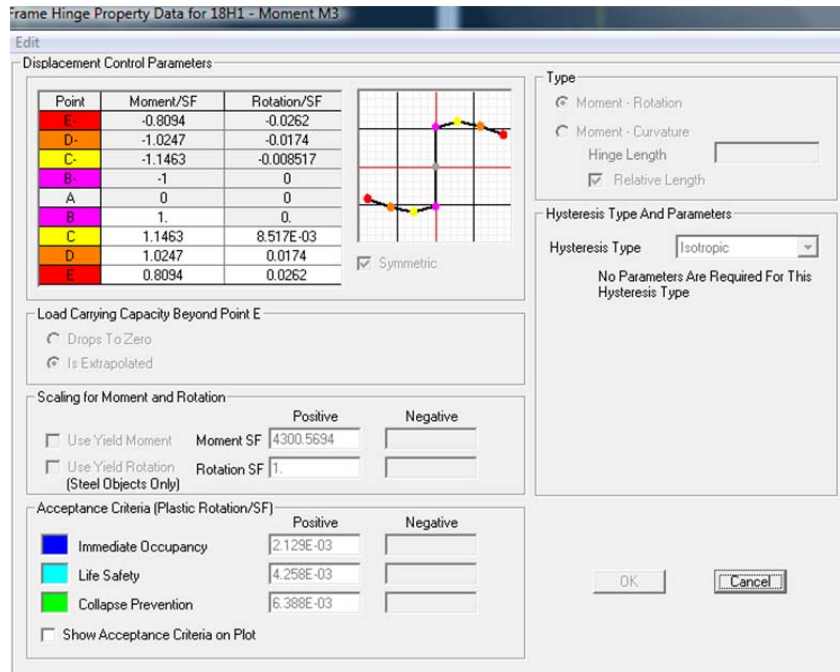 Frame Hinge Property Data for 18H1 - Moment M3
Edit
Displacement Control Parameters
Point Moment/SF Rotation/SF
E- -0.8094 -0.0262
D- -1.0247 -0.0174
C- -1.1463 -0.008517
B- -1 0
A 0 0
B 1. 0.
C 1.1463 8.517E-03
D 1.0247 0.0174
E 0.8094 0.0262
Symmetric
Load Carrying Capacity Beyond Point E
Drops To Zero
Is Extrapolated
Scaling for Moment and Rotation
Positive Negative
Use Yield Moment Moment SF 4300.5694
Use Yield Rotation Rotation SF 1.
(Steel Objects Only)
Acceptance Criteria (Plastic Rotation/SF)
Positive Negative
Immediate Occupancy 2.129E-03
Life Safety 4.258E-03
Collapse Prevention 6.388E-03
Show Acceptance Criteria on Plot
Type
Moment - Rotation
Moment - Curvature
Hinge Length
Relative Length
Hysteresis Type And Parameters
Hysteresis Type Isotropic
No Parameters Are Required For This
Hysteresis Type
OK Cancel